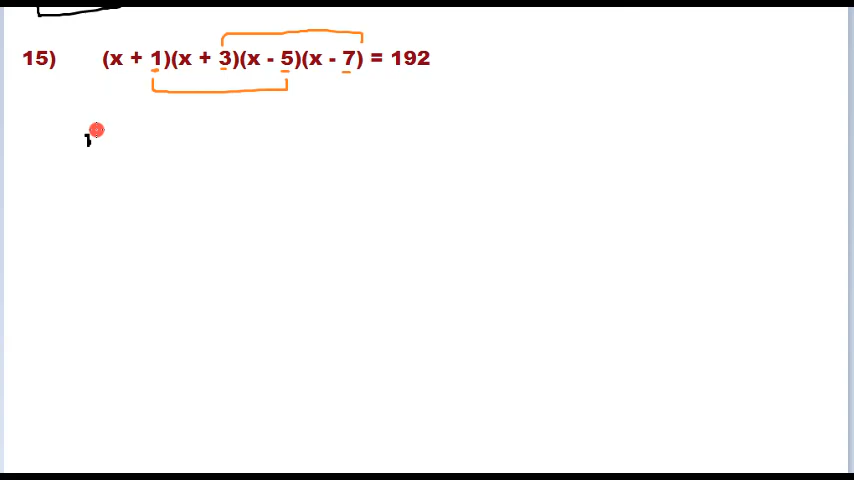 15) (x + 1)(x + 3)(x - 5)(x - 7) = 192